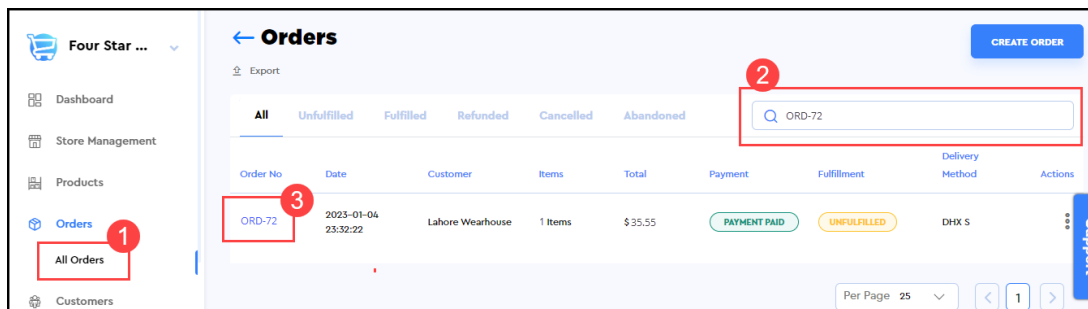 Four Star ...
Dashboard
Store Management
Products
Orders
1
All Orders
Customers
← Orders
CREATE ORDER
Export
2
All Unfulfilled Fulfilled Refunded Cancelled Abandoned
ORD-72
Order No Date Customer Items Total Payment Fulfillment Delivery Method Actions
3
ORD-72 2023-01-04 23:32:22 Lahore Wearhouse 1 Items $35.55 PAYMENT PAID UNFULFILLED DHX S
Per Page 25 < 1 >